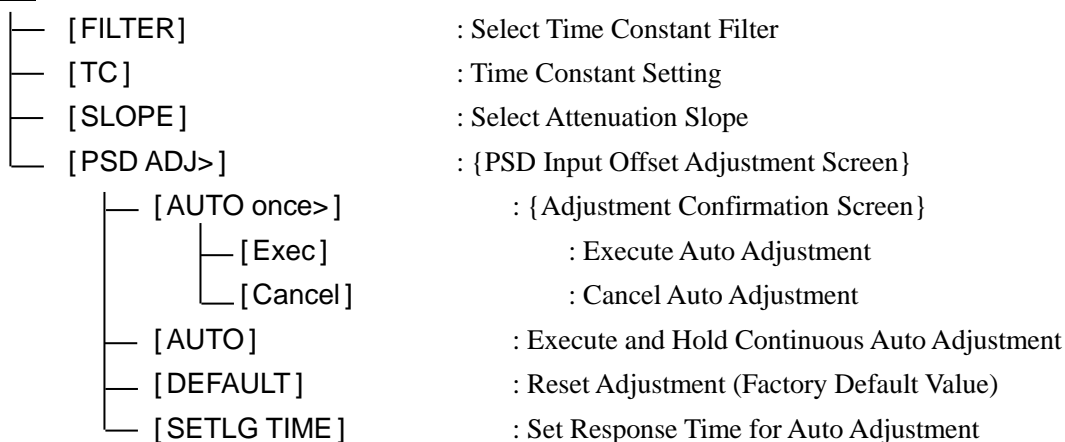 [FILTER] : Select Time Constant Filter
[TC] : Time Constant Setting
[SLOPE] : Select Attenuation Slope
[PSD ADJ>] : {PSD Input Offset Adjustment Screen}
[AUTO once>] : {Adjustment Confirmation Screen}
[Exec] : Execute Auto Adjustment
[Cancel] : Cancel Auto Adjustment
[AUTO] : Execute and Hold Continuous Auto Adjustment
[DEFAULT] : Reset Adjustment (Factory Default Value)
[SETLG TIME] : Set Response Time for Auto Adjustment